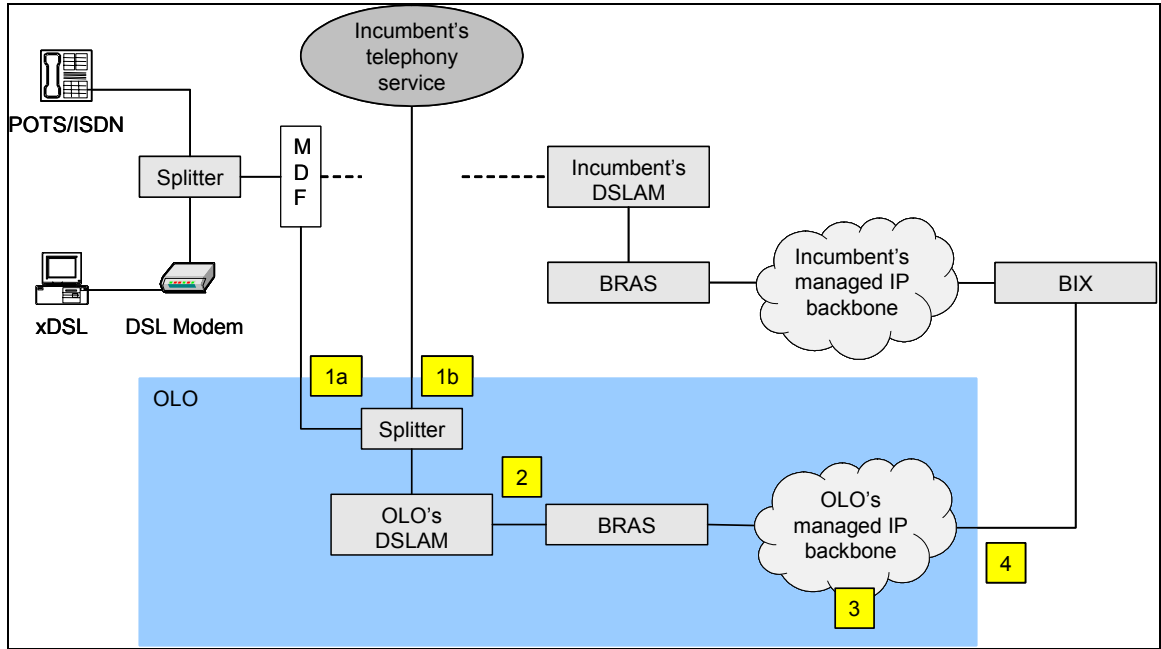 Incumbent's
telephony
service
POTS/ISDN
Splitter
M
D
F
Incumbent's
DSLAM
BRAS
Incumbent's
managed IP
backbone
BIX
xDSL
DSL Modem
1a
1b
OLO
Splitter
2
OLO's
DSLAM
BRAS
OLO's
managed IP
backbone
3
4